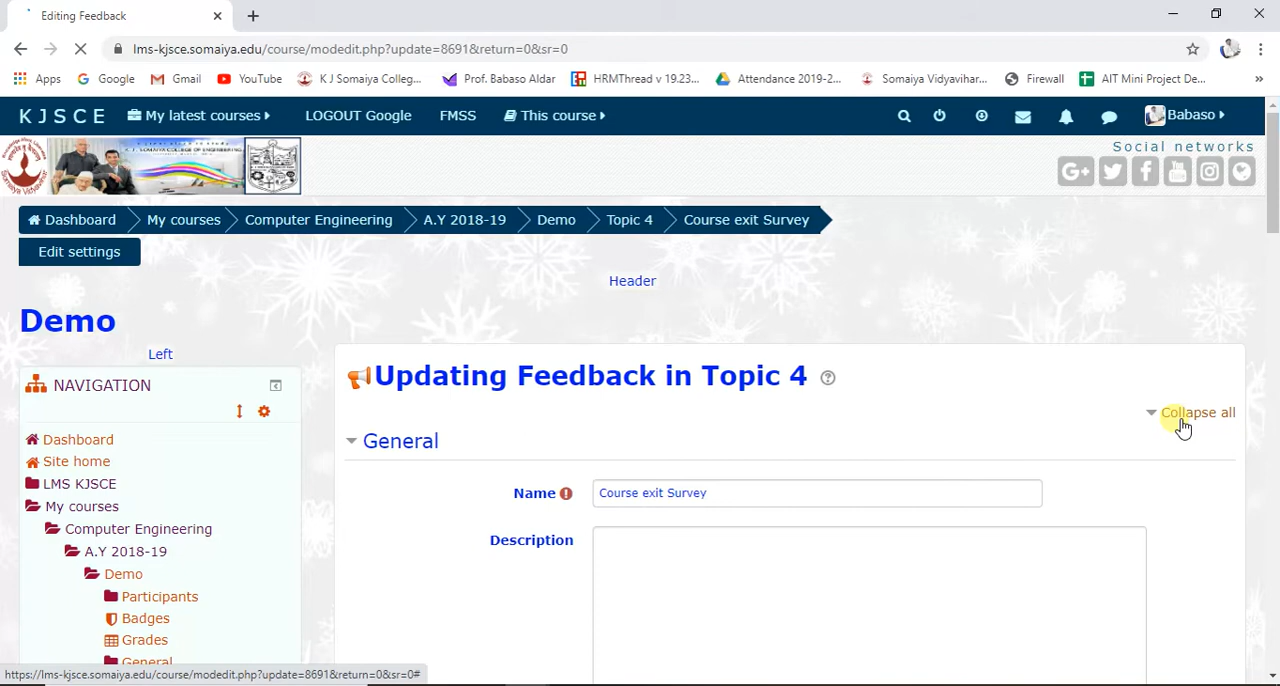 Editing Feedback
lms-kjsce.somaiya.edu/course/modedit.php?update=8691&return=0&sr=0
Apps Google Gmail YouTube K J Somaiya Colleg... Prof. Babaso Aldar HRMThread v 19.23... Attendance 2019-2... Somaiya Vidyavihar... Firewall AIT Mini Project De... »
K J S C E My latest courses LOGOUT Google FMSS This course Babaso
Social networks
Dashboard My courses Computer Engineering A.Y 2018-19 Demo Topic 4 Course exit Survey
Edit settings
Header
Demo
Left
NAVIGATION
Dashboard
Site home
LMS KJSCE
My courses
Computer Engineering
A.Y 2018-19
Demo
Participants
Badges
Grades
General
Updating Feedback in Topic 4
Collapse all
General
Name Course exit Survey
Description
https://lms-kjsce.somaiya.edu/course/modedit.php?update=8691&return=0&sr=0#